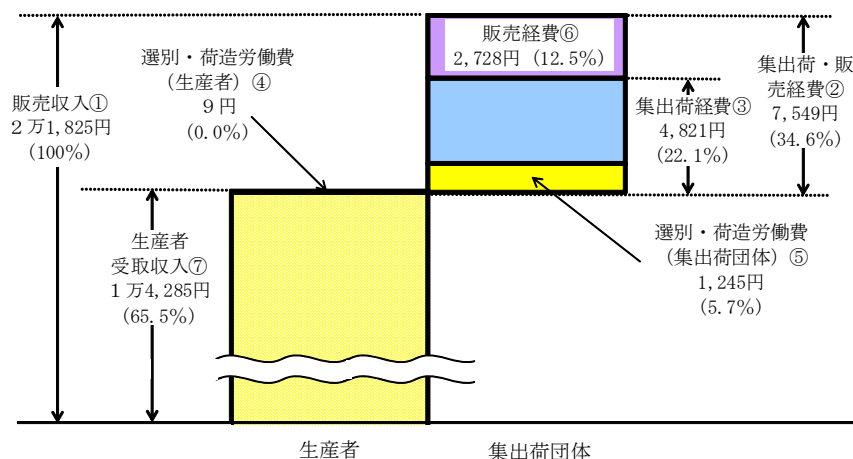 販売経費⑥
2,728円 (12.5%)
選別・荷造労働費
(生産者) ④
9円
(0.0%)
販売収入①
2万1,825円
(100%)
集出荷・販
売経費②
7,549円
(34.6%)
集出荷経費③
4,821円
(22.1%)
生産者
受取収入⑦
1万4,285円
(65.5%)
選別・荷造労働費
(集出荷団体) ⑤
1,245円
(5.7%)
生産者
集出荷団体